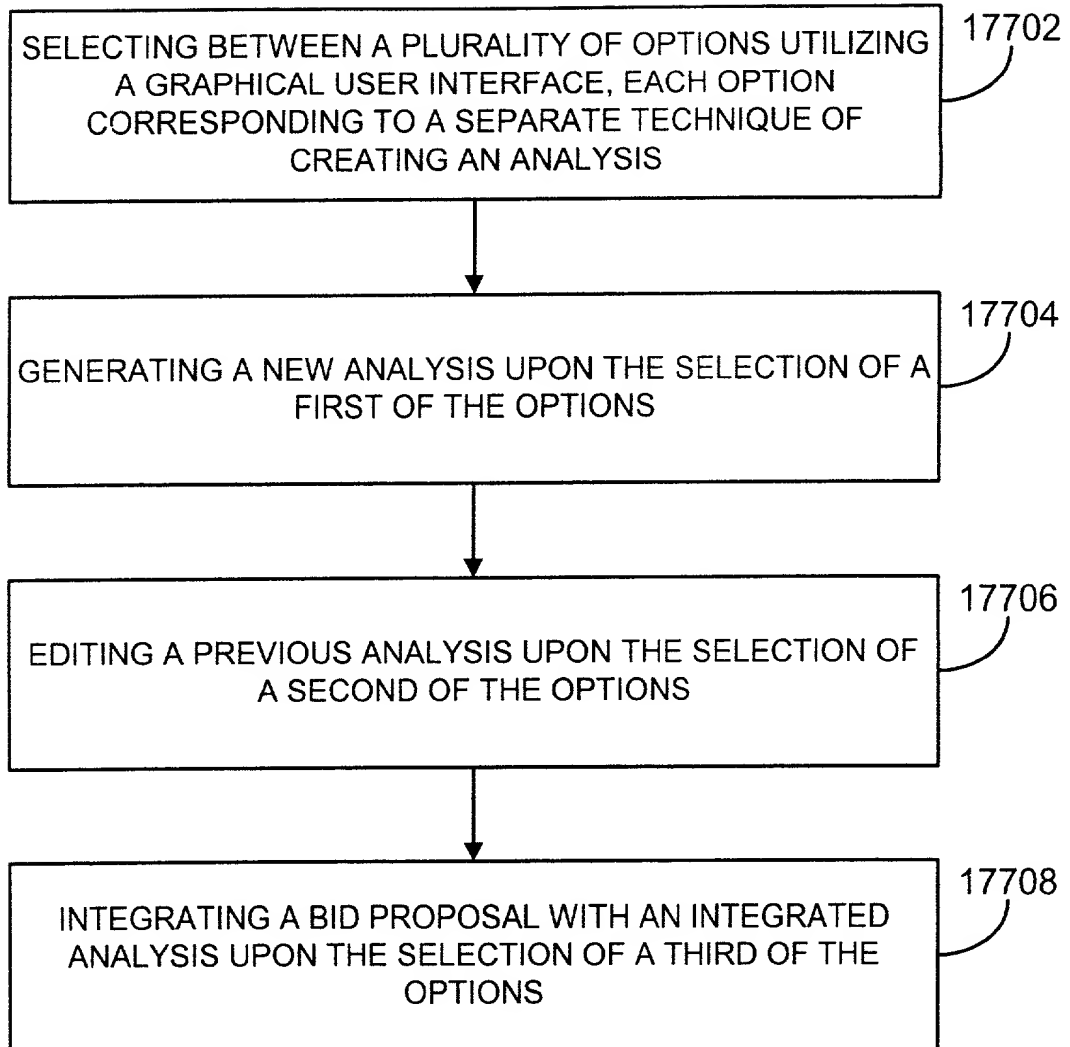 SELECTING BETWEEN A PLURALITY OF OPTIONS UTILIZING
A GRAPHICAL USER INTERFACE, EACH OPTION
CORRESPONDING TO A SEPARATE TECHNIQUE OF
CREATING AN ANALYSIS
17702
GENERATING A NEW ANALYSIS UPON THE SELECTION OF A
FIRST OF THE OPTIONS
17704
EDITING A PREVIOUS ANALYSIS UPON THE SELECTION OF
A SECOND OF THE OPTIONS
17706
INTEGRATING A BID PROPOSAL WITH AN INTEGRATED
ANALYSIS UPON THE SELECTION OF A THIRD OF THE
OPTIONS
17708